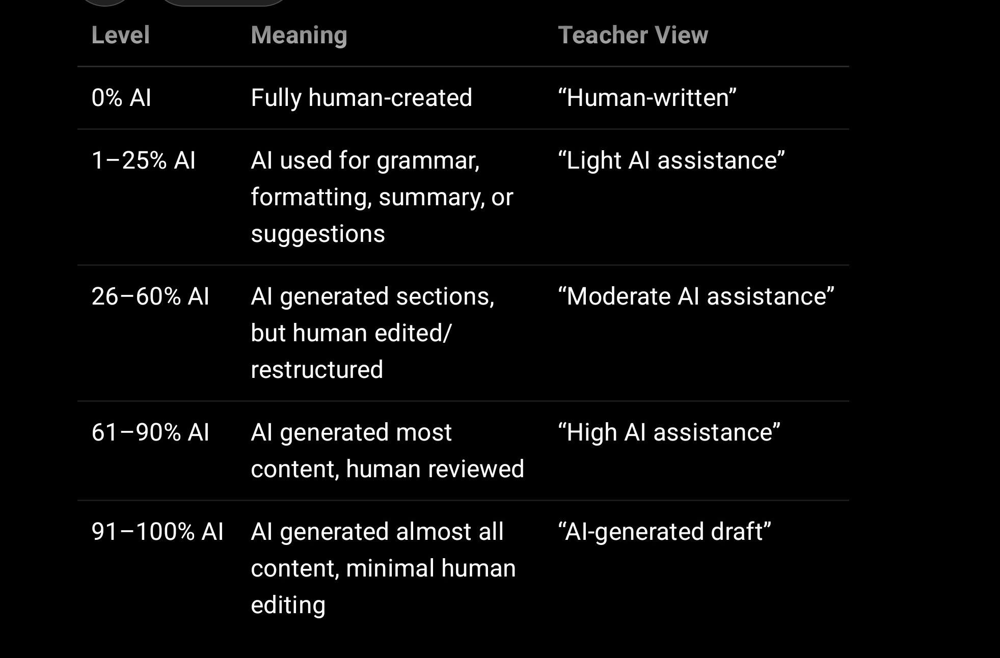 Level Meaning Teacher View
0% AI Fully human-created “Human-written”
1–25% AI AI used for grammar, “Light AI assistance”
formatting, summary, or
suggestions
26–60% AI AI generated sections, “Moderate AI assistance”
but human edited/
restructured
61–90% AI AI generated most “High AI assistance”
content, human reviewed
91–100% AI AI generated almost all “AI-generated draft”
content, minimal human
editing